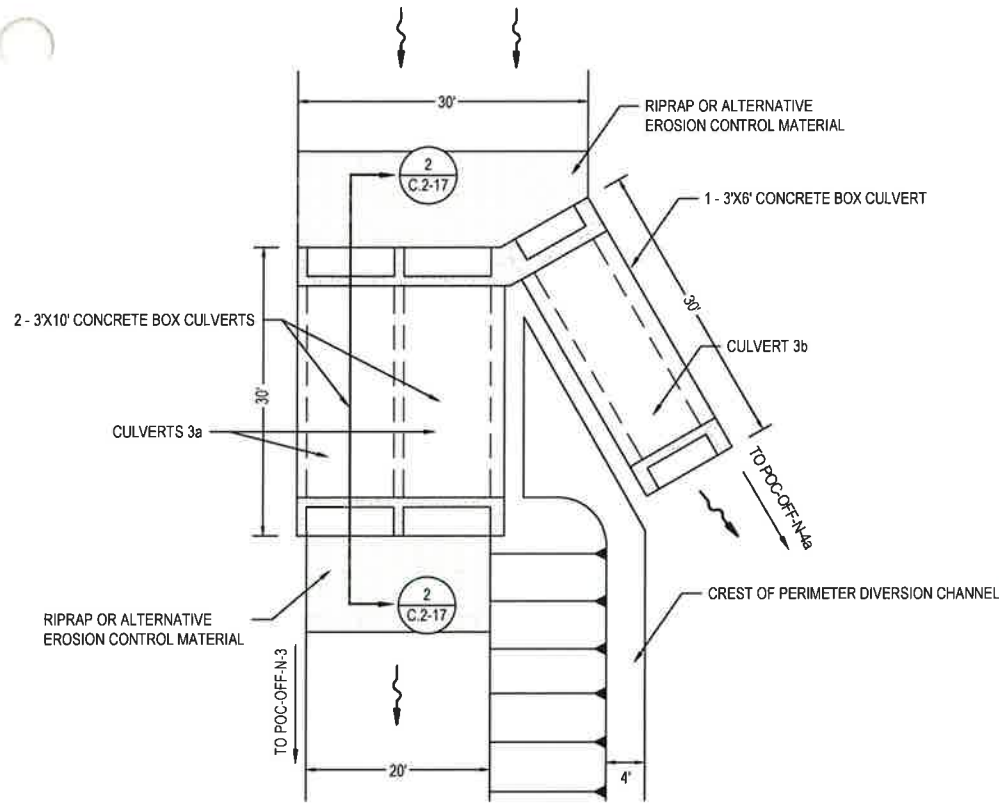 30'
RIPRAP OR ALTERNATIVE
EROSION CONTROL MATERIAL
2
C.2-17
1 - 3'X6' CONCRETE BOX CULVERT
30'
2 - 3'X10' CONCRETE BOX CULVERTS
CULVERT 3b
30'
CULVERTS 3a
TO POC-OFF-N-4a
2
C.2-17
CREST OF PERIMETER DIVERSION CHANNEL
RIPRAP OR ALTERNATIVE
EROSION CONTROL MATERIAL
TO POC-OFF-N-3
20'
4'